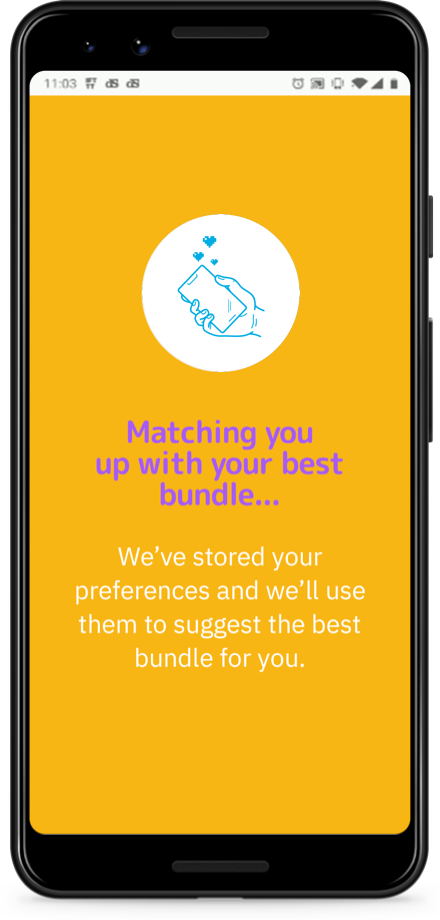 11:03
Matching you
up with your best
bundle...
We’ve stored your
preferences and we’ll use
them to suggest the best
bundle for you.